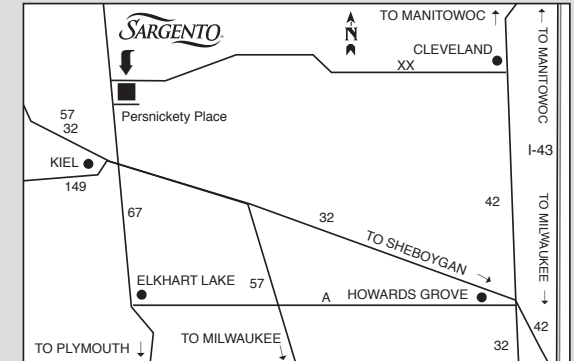 SARGENTO
TO MANITOWOC
N
CLEVELAND
XX
TO MANITOWOC
Persnickety Place
57
32
I-43
KIEL
149
67
32
42
TO SHEBOYGAN
TO MILWAUKEE
ELKHART LAKE
57
A
HOWARDS GROVE
42
TO PLYMOUTH
TO MILWAUKEE
32